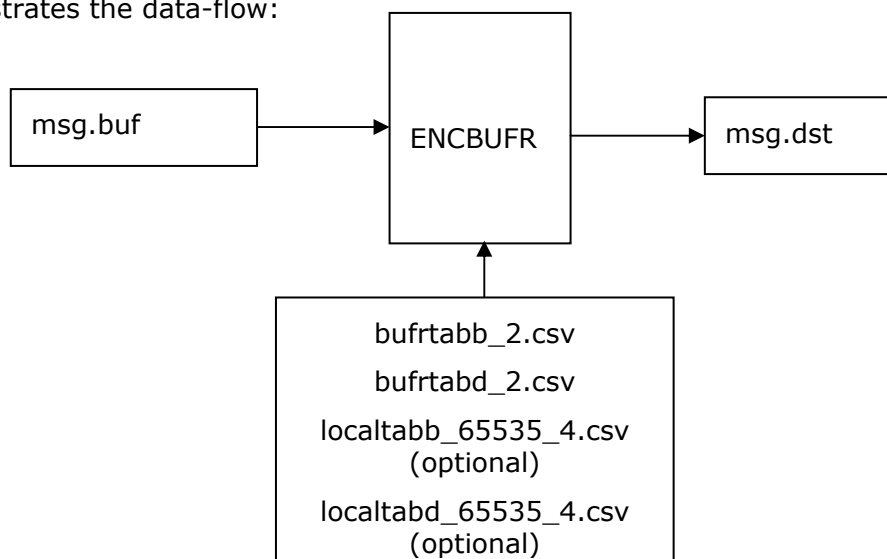 strates the data-flow:
msg.buf
ENCBUFR
msg.dst
bufrtabb_2.csv
bufrtabd_2.csv
localtabb_65535_4.csv
(optional)
localtabd_65535_4.csv
(optional)